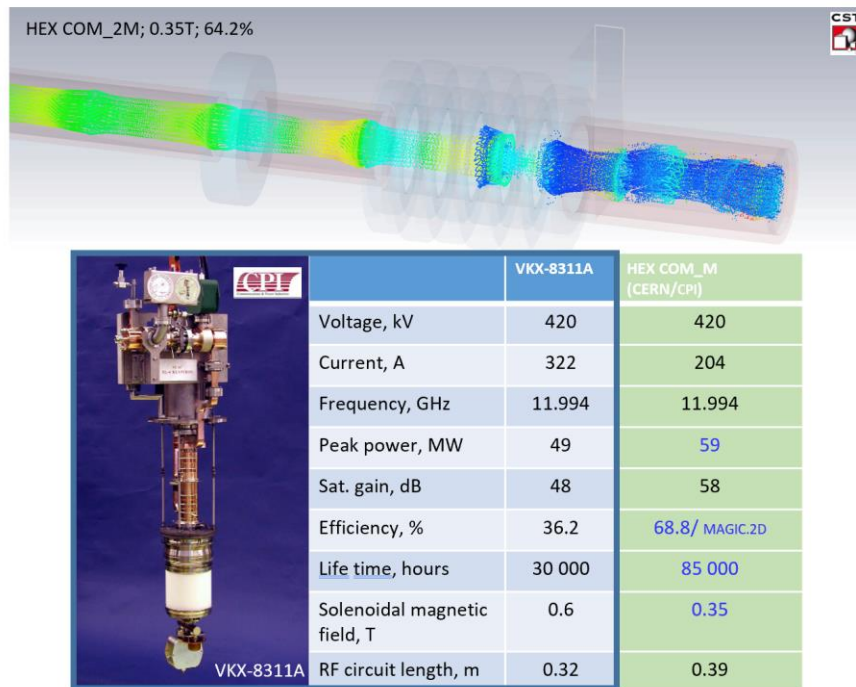 HEX COM_2M; 0.35T; 64.2%
CST
CPI
VKX-8311A
VKX-8311A HEX COM_M
(CERN/CPI)
Voltage, kV 420 420
Current, A 322 204
Frequency, GHz 11.994 11.994
Peak power, MW 49 59
Sat. gain, dB 48 58
Efficiency, % 36.2 68.8/ MAGIC.2D
Life time, hours 30 000 85 000
Solenoidal magnetic
field, T 0.6 0.35
RF circuit length, m 0.32 0.39